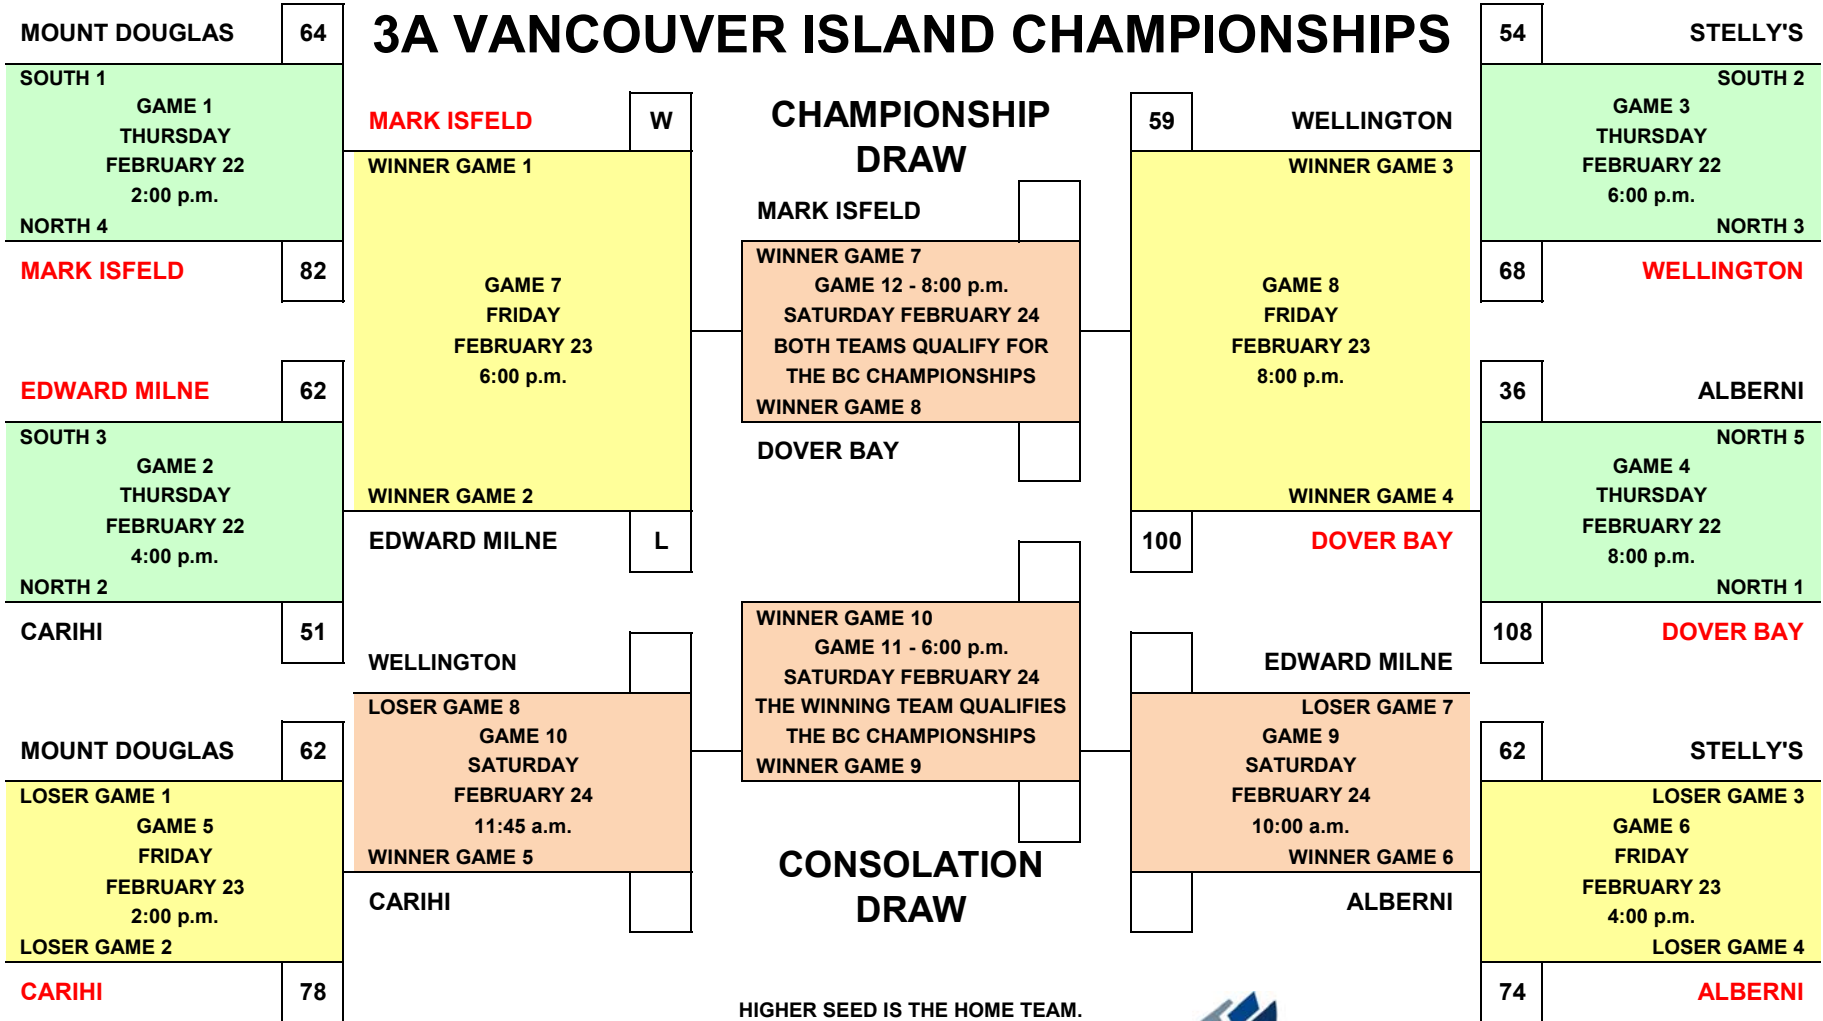 3A VANCOUVER ISLAND CHAMPIONSHIPS
MOUNT DOUGLAS 64
SOUTH 1
GAME 1
THURSDAY
FEBRUARY 22
2:00 p.m.
NORTH 4
MARK ISFELD 82
EDWARD MILNE 62
SOUTH 3
GAME 2
THURSDAY
FEBRUARY 22
4:00 p.m.
NORTH 2
CARIHI 51
MOUNT DOUGLAS 62
LOSER GAME 1
GAME 5
FRIDAY
FEBRUARY 23
2:00 p.m.
LOSER GAME 2
CARIHI 78
MARK ISFELD W
WINNER GAME 1
GAME 7
FRIDAY
FEBRUARY 23
6:00 p.m.
WINNER GAME 2
EDWARD MILNE L
WELLINGTON
LOSER GAME 8
GAME 10
SATURDAY
FEBRUARY 24
11:45 a.m.
WINNER GAME 5
CARIHI
CHAMPIONSHIP
DRAW
MARK ISFELD
WINNER GAME 7
GAME 12 - 8:00 p.m.
SATURDAY FEBRUARY 24
BOTH TEAMS QUALIFY FOR
THE BC CHAMPIONSHIPS
WINNER GAME 8
DOVER BAY
WINNER GAME 10
GAME 11 - 6:00 p.m.
SATURDAY FEBRUARY 24
THE WINNING TEAM QUALIFIES
THE BC CHAMPIONSHIPS
WINNER GAME 9
CONSOLATION
DRAW
HIGHER SEED IS THE HOME TEAM.
59 WELLINGTON
WINNER GAME 3
GAME 8
FRIDAY
FEBRUARY 23
8:00 p.m.
WINNER GAME 4
100 DOVER BAY
EDWARD MILNE
LOSER GAME 7
GAME 9
SATURDAY
FEBRUARY 24
10:00 a.m.
WINNER GAME 6
ALBERNI
54 STELLY'S
SOUTH 2
GAME 3
THURSDAY
FEBRUARY 22
6:00 p.m.
NORTH 3
68 WELLINGTON
36 ALBERNI
NORTH 5
GAME 4
THURSDAY
FEBRUARY 22
8:00 p.m.
NORTH 1
108 DOVER BAY
62 STELLY'S
LOSER GAME 3
GAME 6
FRIDAY
FEBRUARY 23
4:00 p.m.
LOSER GAME 4
74 ALBERNI